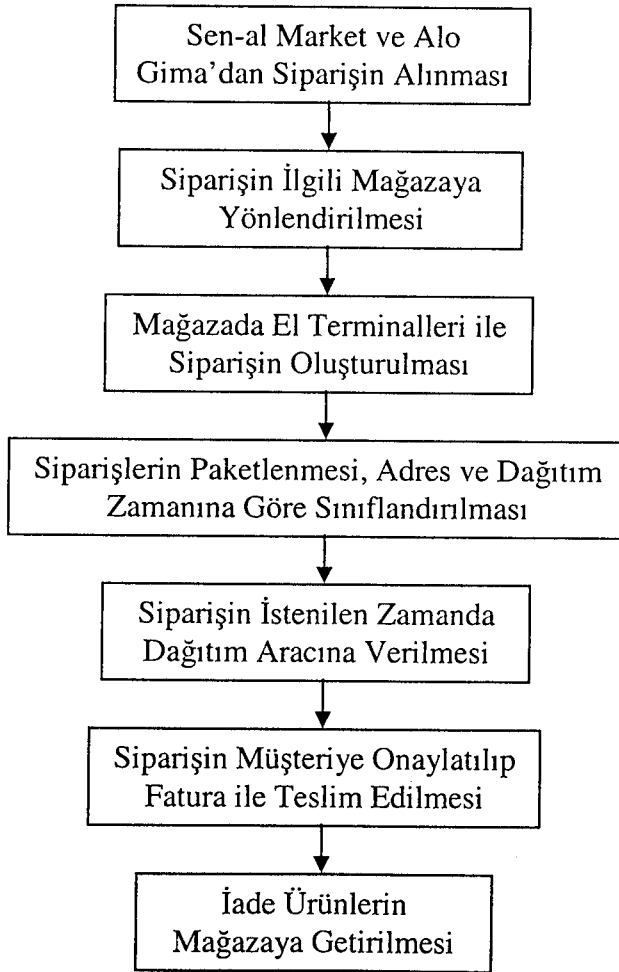 Sen-al Market ve Alo
Gima’dan Siparişin Alınması
Siparişin İlgili Mağazaya
Yönlendirilmesi
Mağazada El Terminalleri ile
Siparişin Oluşturulması
Siparişlerin Paketlenmesi, Adres ve Dağıtım
Zamanına Göre Sınıflandırılması
Siparişin İstenilen Zamanda
Dağıtım Aracına Verilmesi
Siparişin Müşteriye Onaylatılıp
Fatura ile Teslim Edilmesi
İade Ürünlerin
Mağazaya Getirilmesi